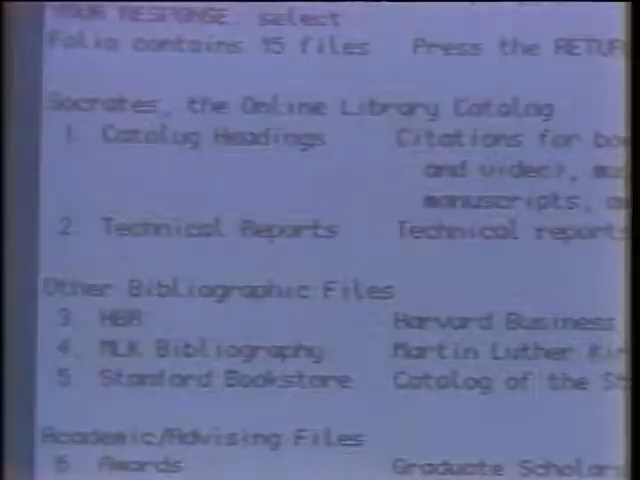 YOUR RESPONSE: select
Folio contains 15 files Press the RETUR
Socrates, the Online Library Catalog
1. Catalog Headings Citations for bo
and video), mu
manuscripts, a
2. Technical Reports Technical reports
Other Bibliographic Files
3. HBR Harvard Business
4. MLK Bibliography Martin Luther Kin
5. Stanford Bookstore Catalog of the St
Academic/Advising Files
6. Awards Graduate Scholars